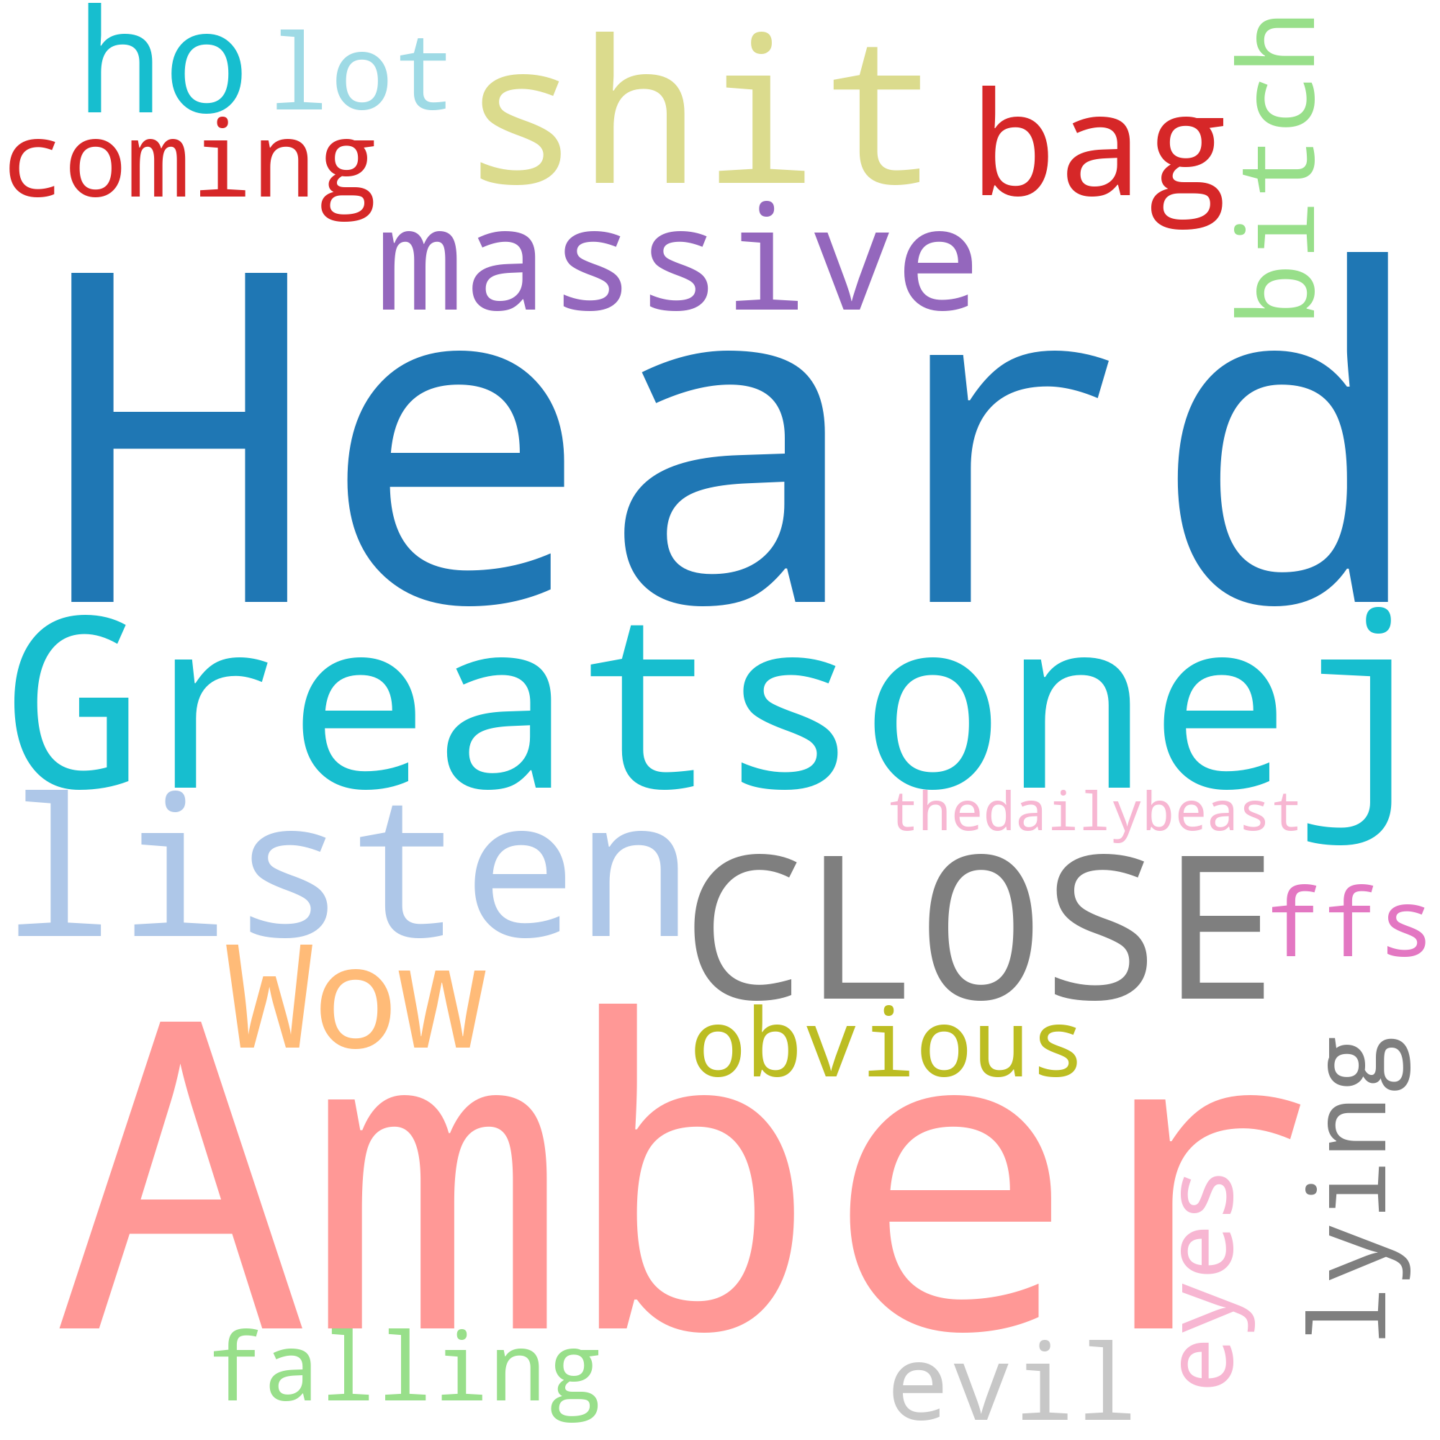 ho lot shit bag bitch
coming
massive
Heard
Greatsonej
listen thedailybeast
CLOSE ffs
Wow
obvious
Amber lying
eyes
falling evil